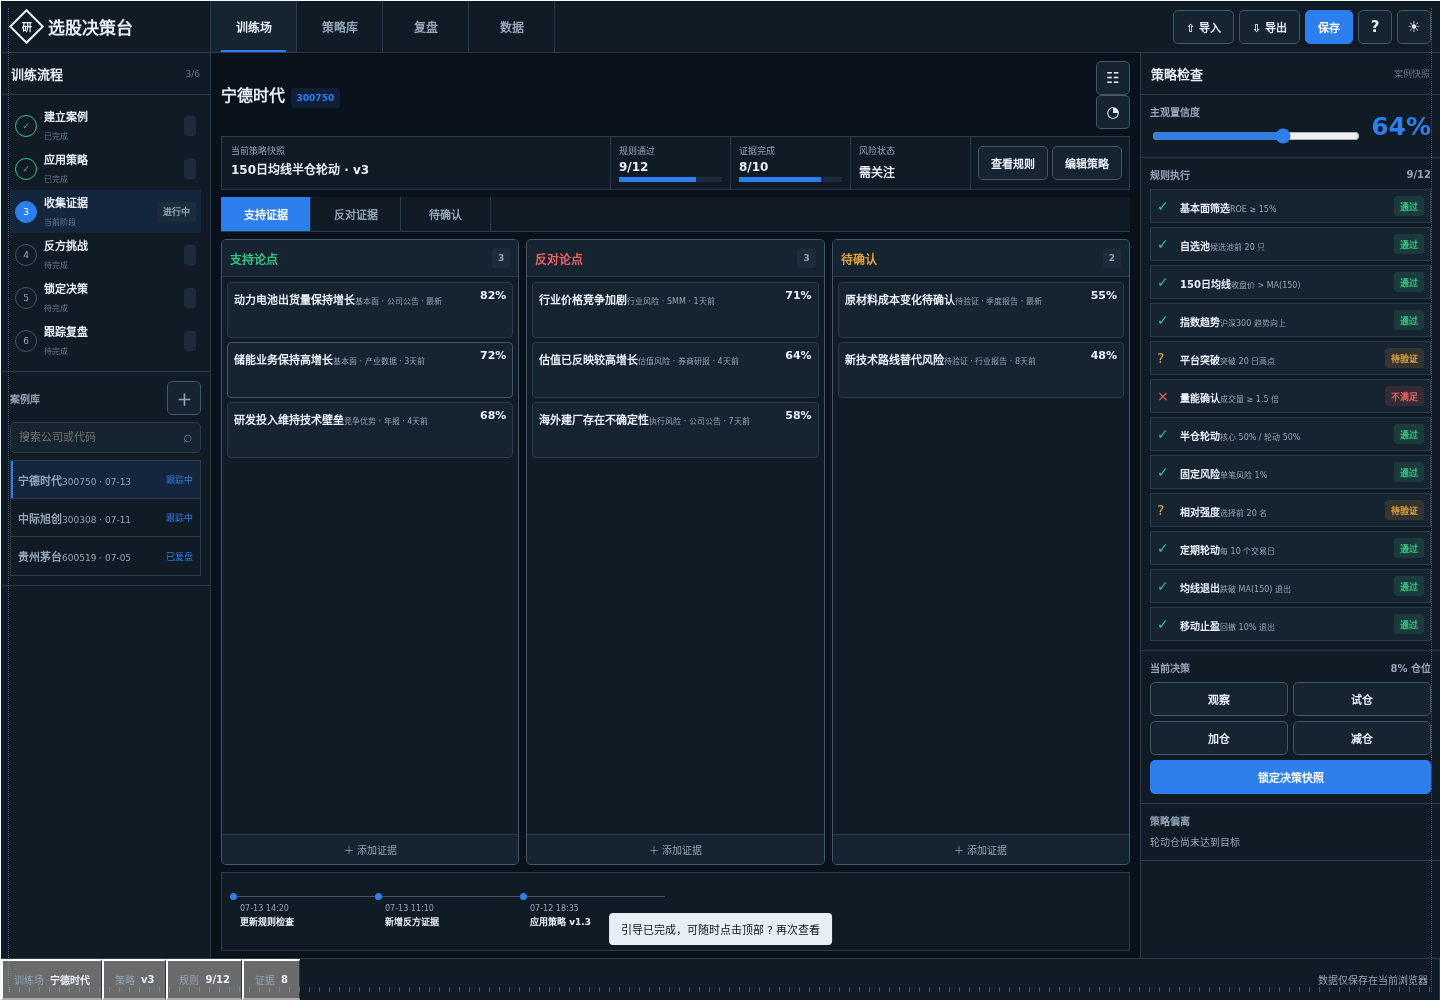 研 选股决策台
训练场 策略库 复盘 数据
⇧ 导入 ⇩ 导出 保存 ? ☀
训练流程 3/6
✓ 建立案例
已完成
✓ 应用策略
已完成
3 收集证据 进行中
当前阶段
4 反方挑战
待完成
5 锁定决策
待完成
6 跟踪复盘
待完成
案例库 +
搜索公司或代码 ⌕
宁德时代300750 · 07-13 跟踪中
中际旭创300308 · 07-11 跟踪中
贵州茅台600519 · 07-05 已复盘
宁德时代 300750
☷
◔
当前策略快照
150日均线半仓轮动 · v3
规则通过
9/12
证据完成
8/10
风险状态
需关注
查看规则 编辑策略
支持证据 反对证据 待确认
支持论点 3
动力电池出货量保持增长基本面 · 公司公告 · 最新 82%
储能业务保持高增长基本面 · 产业数据 · 3天前 72%
研发投入维持技术壁垒竞争优势 · 年报 · 4天前 68%
+ 添加证据
反对论点 3
行业价格竞争加剧行业风险 · SMM · 1天前 71%
估值已反映较高增长估值风险 · 券商研报 · 4天前 64%
海外建厂存在不确定性执行风险 · 公司公告 · 7天前 58%
+ 添加证据
待确认 2
原材料成本变化待确认待验证 · 季度报告 · 最新 55%
新技术路线替代风险待验证 · 行业报告 · 8天前 48%
+ 添加证据
07-13 14:20
更新规则检查
07-13 11:10
新增反方证据
07-12 18:35
应用策略 v1.3
引导已完成，可随时点击顶部 ? 再次查看
策略检查 案例快照
主观置信度 64%
规则执行 9/12
✓ 基本面筛选ROE ≥ 15% 通过
✓ 自选池候选池前 20 只 通过
✓ 150日均线收盘价 > MA(150) 通过
✓ 指数趋势沪深300 趋势向上 通过
? 平台突破突破 20 日高点 待验证
× 量能确认成交量 ≥ 1.5 倍 不满足
✓ 半仓轮动核心 50% / 轮动 50% 通过
✓ 固定风险单笔风险 1% 通过
? 相对强度选择前 20 名 待验证
✓ 定期轮动每 10 个交易日 通过
✓ 均线退出跌破 MA(150) 退出 通过
✓ 移动止盈回撤 10% 退出 通过
当前决策 8% 仓位
观察 试仓
加仓 减仓
锁定决策快照
策略偏离
轮动仓尚未达到目标
训练场 宁德时代 策略 v3 规则 9/12 证据 8
数据仅保存在当前浏览器